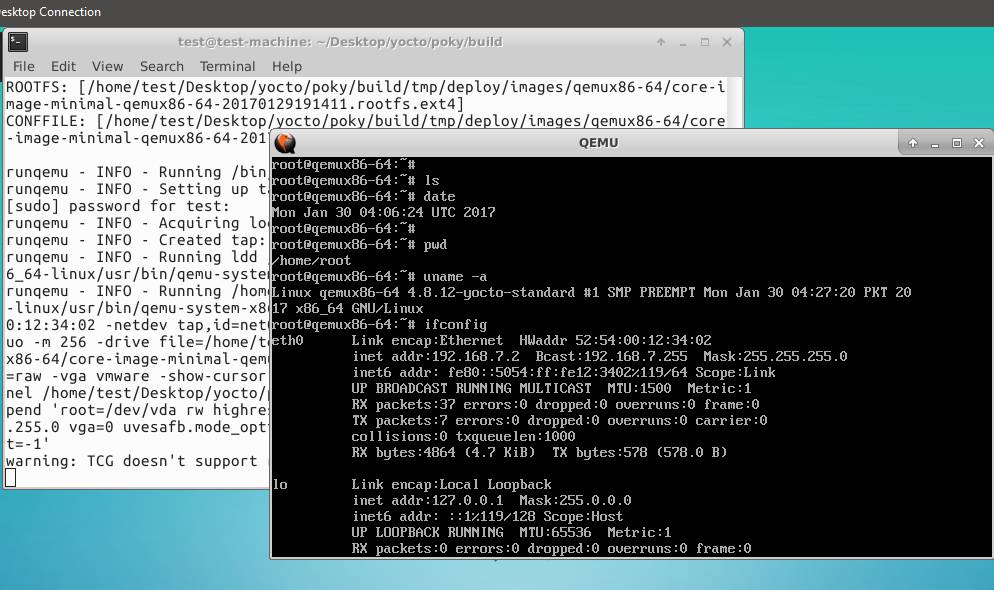 esktop Connection
test@test-machine: ~/Desktop/yocto/poky/build
File Edit View Search Terminal Help
ROOTFS: [/home/test/Desktop/yocto/poky/build/tmp/deploy/images/qemux86-64/core-i
mage-minimal-qemux86-64-20170129191411.rootfs.ext4]
CONFFILE: [/home/test/Desktop/yocto/poky/build/tmp/deploy/images/qemux86-64/core
-image-minimal-qemux86-64-201
runqemu - INFO - Running /bin
runqemu - INFO - Setting up t
[sudo] password for test:
runqemu - INFO - Acquiring lo
runqemu - INFO - Created tap:
runqemu - INFO - Running ldd
6_64-linux/usr/bin/qemu-system
runqemu - INFO - Running /home
-linux/usr/bin/qemu-system-x8
0:12:34:02 -netdev tap,id=net
uo -m 256 -drive file=/home/te
x86-64/core-image-minimal-qem
=raw -vga vmware -show-cursor
nel /home/test/Desktop/yocto/p
pend 'root=/dev/vda rw highres
.255.0 vga=0 uvesafb.mode_opt
t=-1'
warning: TCG doesn't support
QEMU
root@qemux86-64:~#
root@qemux86-64:~# ls
root@qemux86-64:~# date
Mon Jan 30 04:06:24 UTC 2017
root@qemux86-64:~#
root@qemux86-64:~# pwd
/home/root
root@qemux86-64:~# uname -a
Linux qemux86-64 4.8.12-yocto-standard #1 SMP PREEMPT Mon Jan 30 04:27:20 PKT 20
17 x86_64 GNU/Linux
root@qemux86-64:~# ifconfig
eth0 Link encap:Ethernet HWaddr 52:54:00:12:34:02
inet addr:192.168.7.2 Bcast:192.168.7.255 Mask:255.255.255.0
inet6 addr: fe80::5054:ff:fe12:3402%119/64 Scope:Link
UP BROADCAST RUNNING MULTICAST MTU:1500 Metric:1
RX packets:37 errors:0 dropped:0 overruns:0 frame:0
TX packets:7 errors:0 dropped:0 overruns:0 carrier:0
collisions:0 txqueuelen:1000
RX bytes:4864 (4.7 KiB) TX bytes:578 (578.0 B)
lo Link encap:Local Loopback
inet addr:127.0.0.1 Mask:255.0.0.0
inet6 addr: ::1%119/128 Scope:Host
UP LOOPBACK RUNNING MTU:65536 Metric:1
RX packets:0 errors:0 dropped:0 overruns:0 frame:0